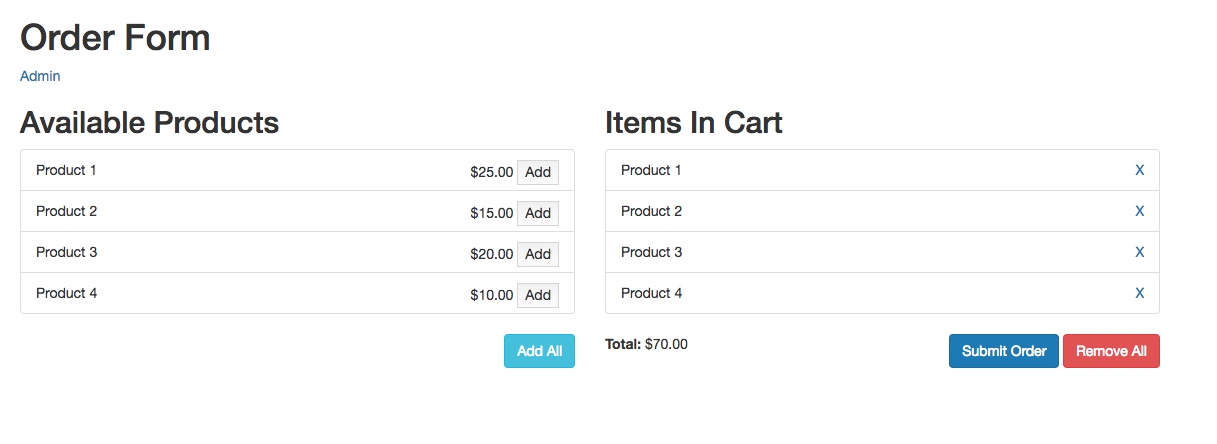 Order Form
Admin
Available Products
Product 1 $25.00 Add
Product 2 $15.00 Add
Product 3 $20.00 Add
Product 4 $10.00 Add
Add All
Items In Cart
Product 1 X
Product 2 X
Product 3 X
Product 4 X
Total: $70.00 Submit Order Remove All